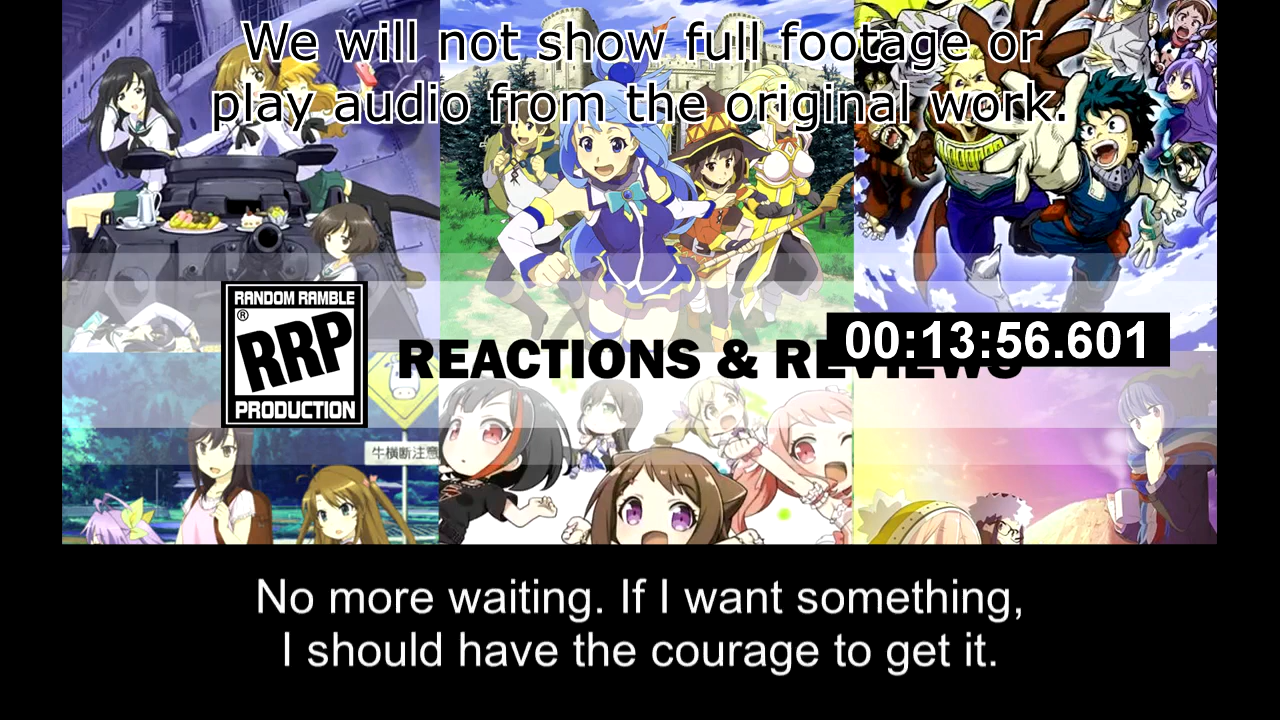 We will not show full footage or
play audio from the original work.
RANDOM RAMBLE
®
RRP
PRODUCTION
REACTIONS & REVIEWS
00:13:56.601
牛横断注意
No more waiting. If I want something,
I should have the courage to get it.